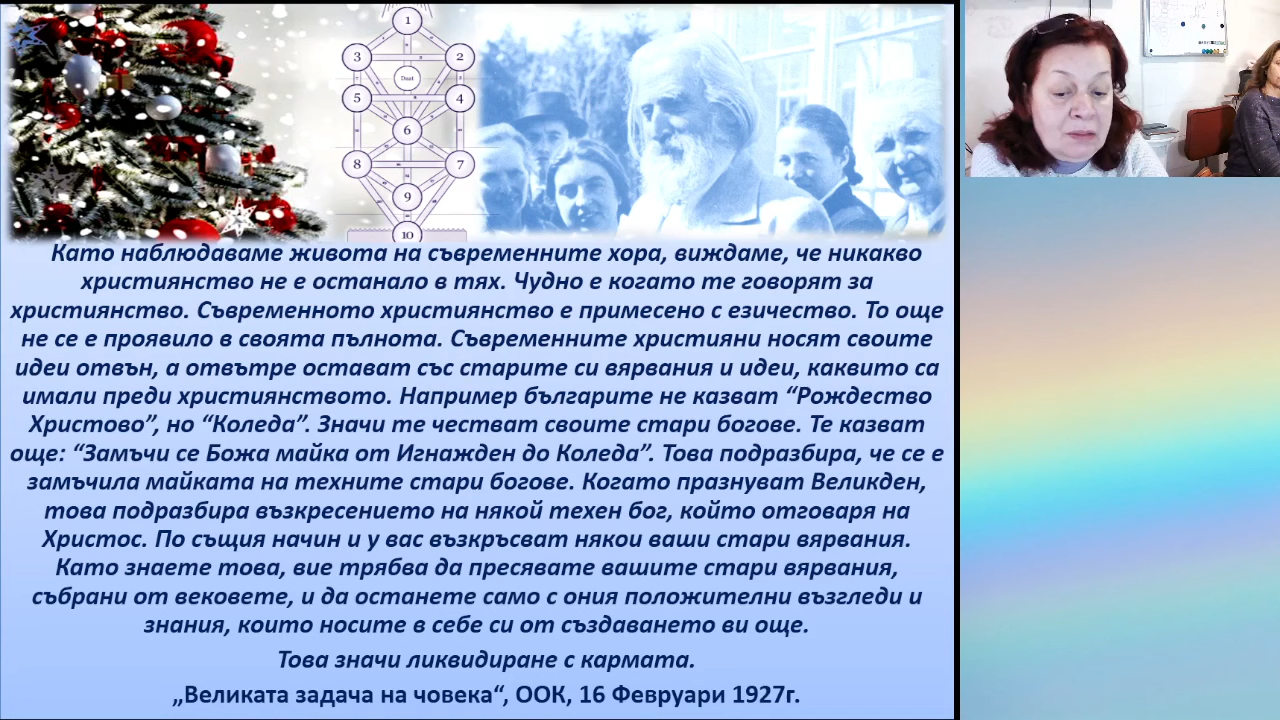 1
3
2
Daat
5
4
6
8
7
9
10
Като наблюдаваме живота на съвременните хора, виждаме, че никакво
християнство не е останало в тях. Чудно е когато те говорят за
християнство. Съвременното християнство е примесено с езичество. То още
не се е проявило в своята пълнота. Съвременните християни носят своите
идеи отвън, а отвътре остават със старите си вярвания и идеи, каквито са
имали преди християнството. Например българите не казват “Рождество
Христово”, но “Коледа”. Значи те честват своите стари богове. Те казват
още: “Замъчи се Божа майка от Игнажден до Коледа”. Това подразбира, че се е
замъчила майката на техните стари богове. Когато празнуват Великден,
това подразбира възкресението на някой техен бог, който отговаря на
Христос. По същия начин и у вас възкръсват някои ваши стари вярвания.
Като знаете това, вие трябва да пресявате вашите стари вярвания,
събрани от вековете, и да останете само с ония положителни възгледи и
знания, които носите в себе си от създаването ви още.
Това значи ликвидиране с кармата.
„Великата задача на човека“, ООК, 16 Февруари 1927г.